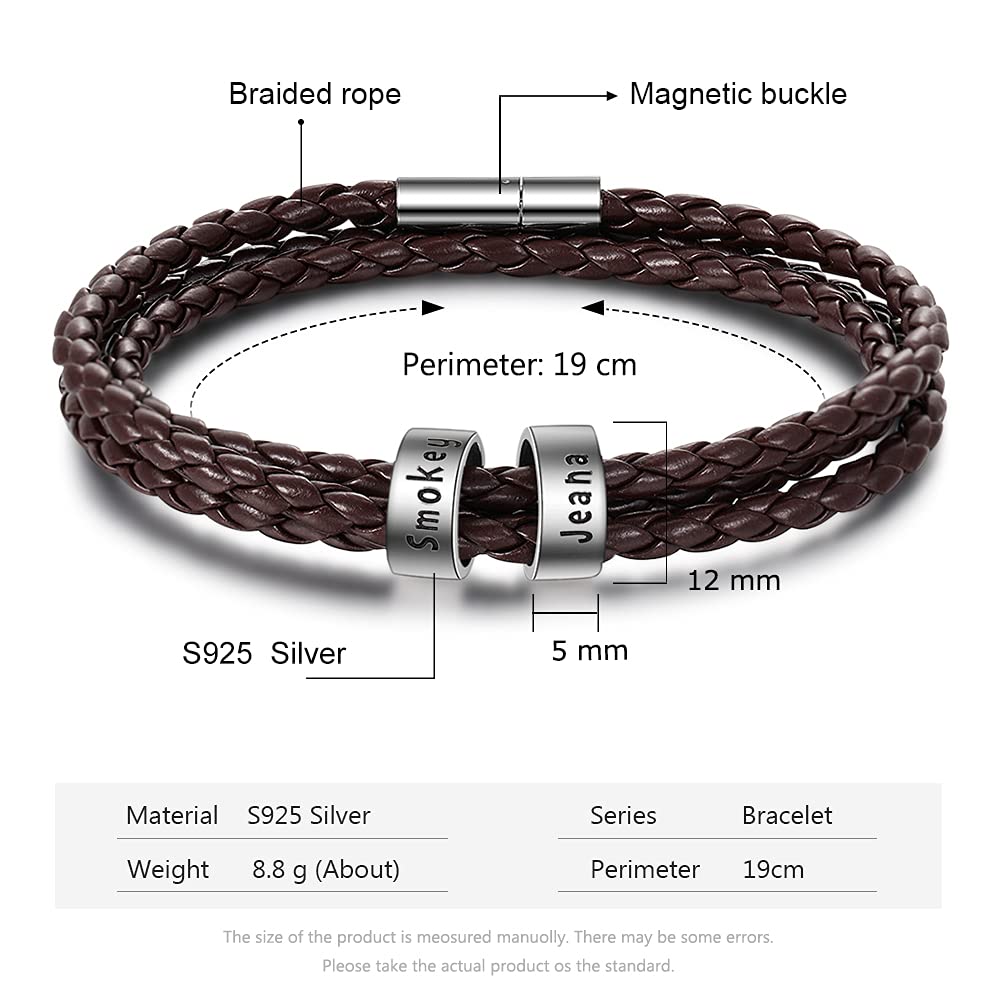 Braided rope
Magnetic buckle
Perimeter: 19 cm
Smokey
Jeana
12 mm
5 mm
S925 Silver
Material S925 Silver
Series Bracelet
Weight 8.8 g (About)
Perimeter 19cm
The size of the product is meosured manuolly. There may be some errors.
Pleose take the actual product os the standard.